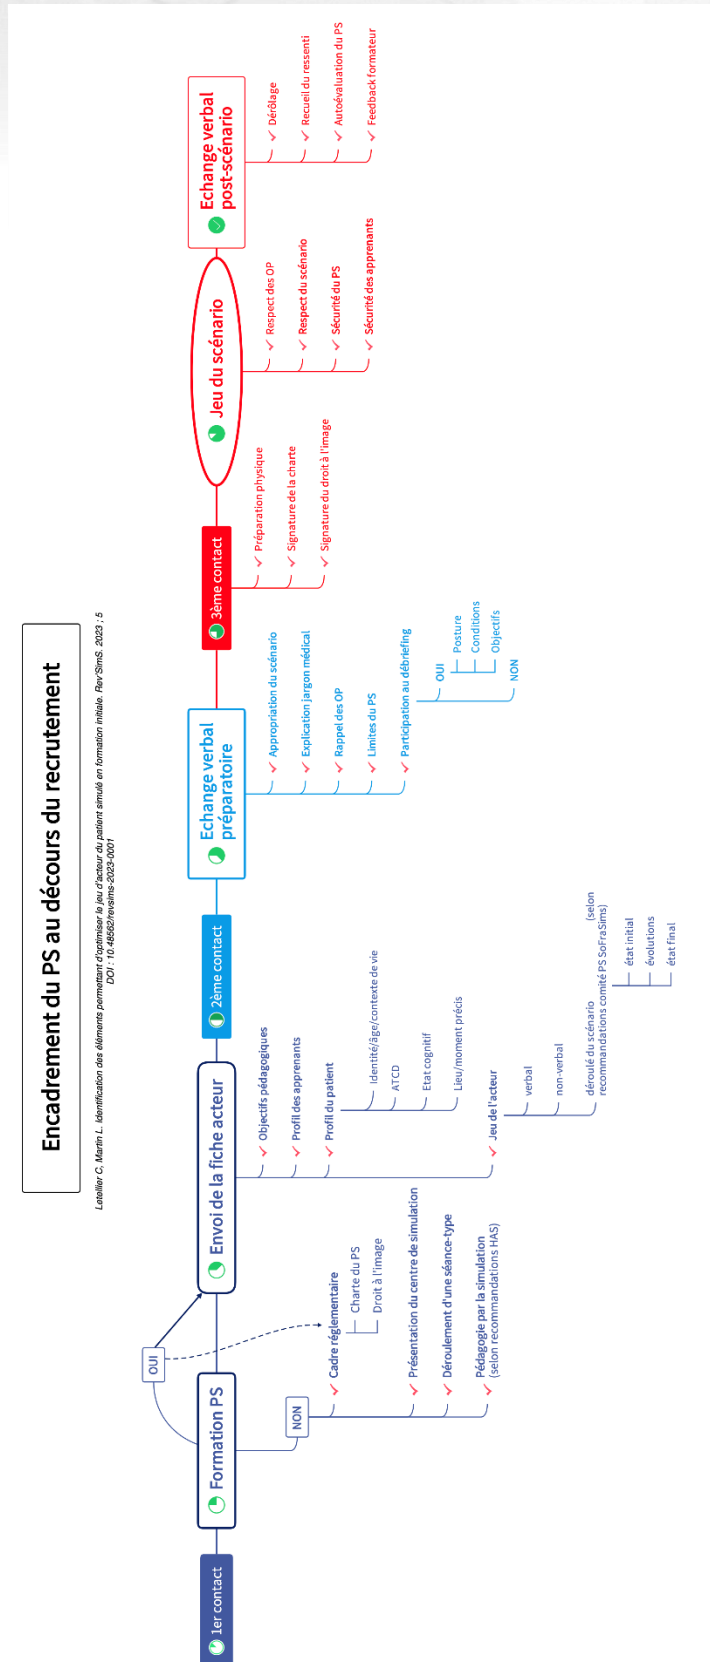 Encadrement du PS au décours du recrutement
Letellier C, Martin L. Identification des éléments permettant d'optimiser le jeu d'acteur du patient simulé en formation initiale. Rev'SimS. 2023 ; 5
DOI : 10.48562/revsims-2023-0001
1er contact
Formation PS
OUI
NON
Cadre réglementaire
Charte du PS
Droit à l'image
Présentation du centre de simulation
Déroulement d'une séance-type
Pédagogie par la simulation
(selon recommandations HAS)
Envoi de la fiche acteur
Objectifs pédagogiques
Profil des apprenants
Profil du patient
Identité/âge/contexte de vie
ATCD
Etat cognitif
Lieu/moment précis
Jeu de l'acteur
verbal
non-verbal
déroulé du scénario (selon
recommandations comité PS SoFraSims)
état initial
évolutions
état final
2ème contact
Echange verbal
préparatoire
Appropriation du scénario
Explication jargon médical
Rappel des OP
Limites du PS
Participation au débriefing
OUI
Posture
Conditions
Objectifs
NON
3ème contact
Préparation physique
Signature de la charte
Signature du droit à l'image
Jeu du scénario
Respect des OP
Respect du scénario
Sécurité du PS
Sécurité des apprenants
Echange verbal
post-scénario
Dérôlage
Recueil du ressenti
Autoévaluation du PS
Feedback formateur